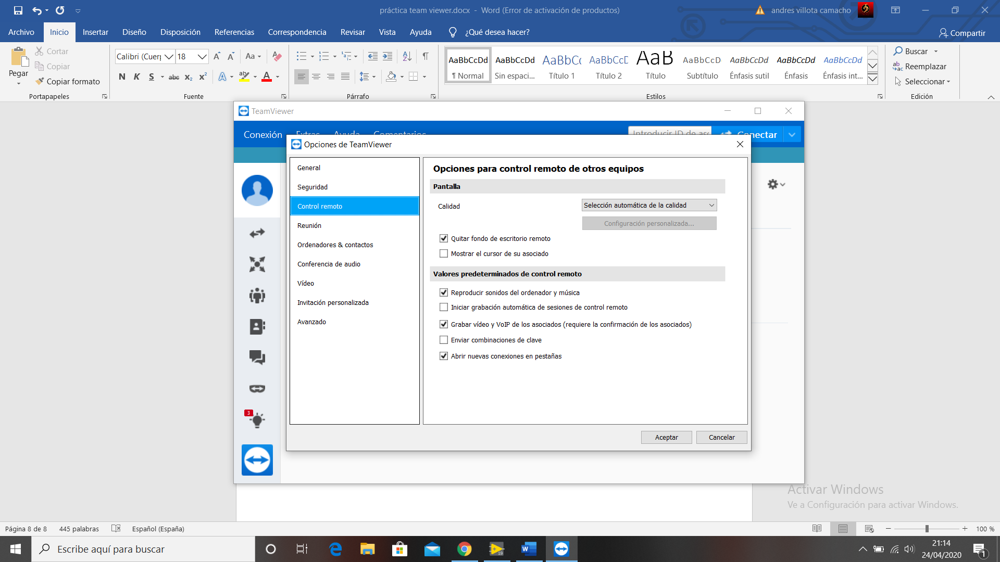 práctica team viewer.docx - Word (Error de activación de productos)
andres villota camacho
Archivo Inicio Insertar Diseño Disposición Referencias Correspondencia Revisar Vista Ayuda ¿Qué desea hacer? Compartir
Pegar
Cortar
Copiar
Copiar formato
Portapapeles
Calibri (Cuerp 18
Aa
N K S abc x₂ x²
Fuente
Párrafo
AaBbCcDd AaBbCcDd AaBbC AaBbCcD AaB AaBbCcD AaBbCcDd AaBbCcDd AaBbCcDd
¶ Normal Sin espaci... Título 1 Título 2 Título Subtítulo Énfasis sutil Énfasis Énfasis int...
Estilos
Buscar
Reemplazar
Seleccionar
Edición
TeamViewer
Conexión Extras Ayuda Comentarios
Introducir ID de aso
Conectar
Opciones de TeamViewer
General
Seguridad
Control remoto
Reunión
Ordenadores & contactos
Conferencia de audio
Vídeo
Invitación personalizada
Avanzado
Opciones para control remoto de otros equipos
Pantalla
Calidad
Selección automática de la calidad
Configuración personalizada...
Quitar fondo de escritorio remoto
Mostrar el cursor de su asociado
Valores predeterminados de control remoto
Reproducir sonidos del ordenador y música
Iniciar grabación automática de sesiones de control remoto
Grabar vídeo y VoIP de los asociados (requiere la confirmación de los asociados)
Enviar combinaciones de clave
Abrir nuevas conexiones en pestañas
Aceptar Cancelar
3
Activar Windows
Ve a Configuración para activar Windows.
Página 8 de 8 445 palabras Español (España)
100 %
Escribe aquí para buscar
19
21:14
24/04/2020
1